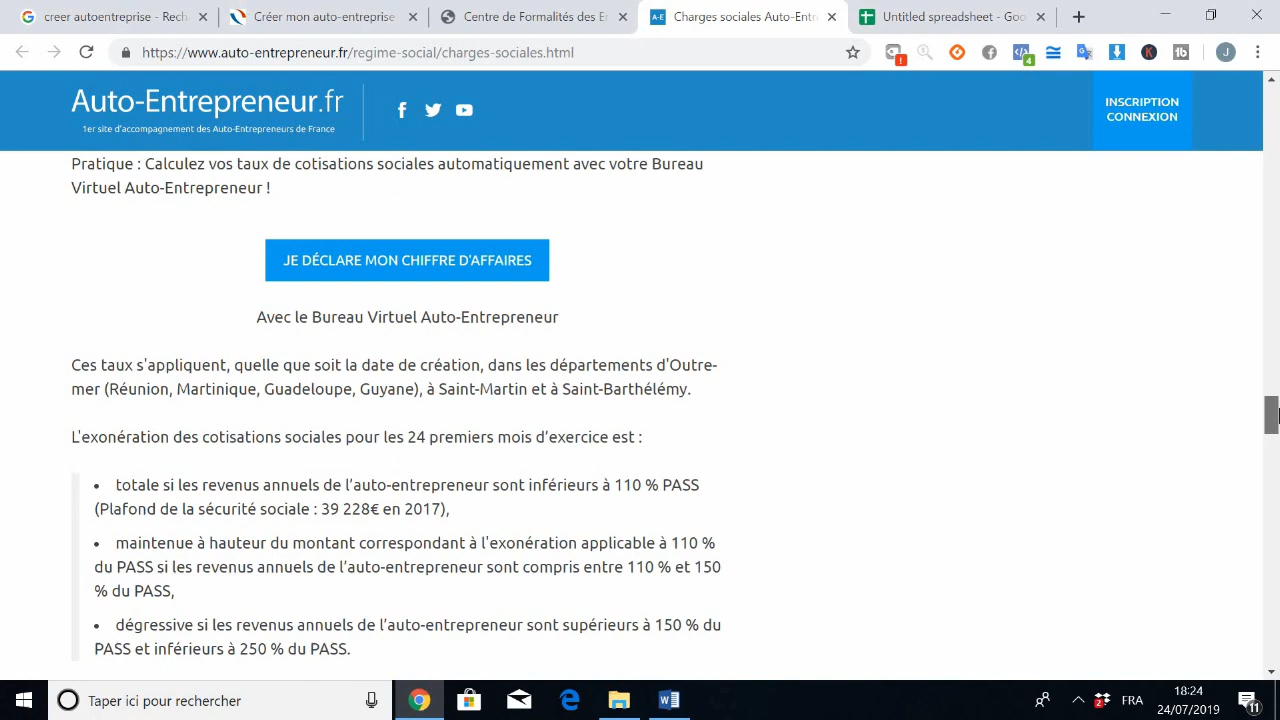 creer autoentreprise - Rech
Créer mon auto-entreprise
Centre de Formalités des En
Charges sociales Auto-Entre
Untitled spreadsheet - Goo
https://www.auto-entrepreneur.fr/regime-social/charges-sociales.html
Auto-Entrepreneur.fr
1er site d'accompagnement des Auto-Entrepreneurs de France
INSCRIPTION
CONNEXION
Pratique : Calculez vos taux de cotisations sociales automatiquement avec votre Bureau
Virtuel Auto-Entrepreneur !
JE DÉCLARE MON CHIFFRE D'AFFAIRES
Avec le Bureau Virtuel Auto-Entrepreneur
Ces taux s'appliquent, quelle que soit la date de création, dans les départements d'Outre-
mer (Réunion, Martinique, Guadeloupe, Guyane), à Saint-Martin et à Saint-Barthélémy.
L'exonération des cotisations sociales pour les 24 premiers mois d’exercice est :
• totale si les revenus annuels de l’auto-entrepreneur sont inférieurs à 110 % PASS
(Plafond de la sécurité sociale : 39 228€ en 2017),
• maintenue à hauteur du montant correspondant à l'exonération applicable à 110 %
du PASS si les revenus annuels de l’auto-entrepreneur sont compris entre 110 % et 150
% du PASS,
• dégressive si les revenus annuels de l’auto-entrepreneur sont supérieurs à 150 % du
PASS et inférieurs à 250 % du PASS.
Taper ici pour rechercher
FRA
18:24
24/07/2019
11